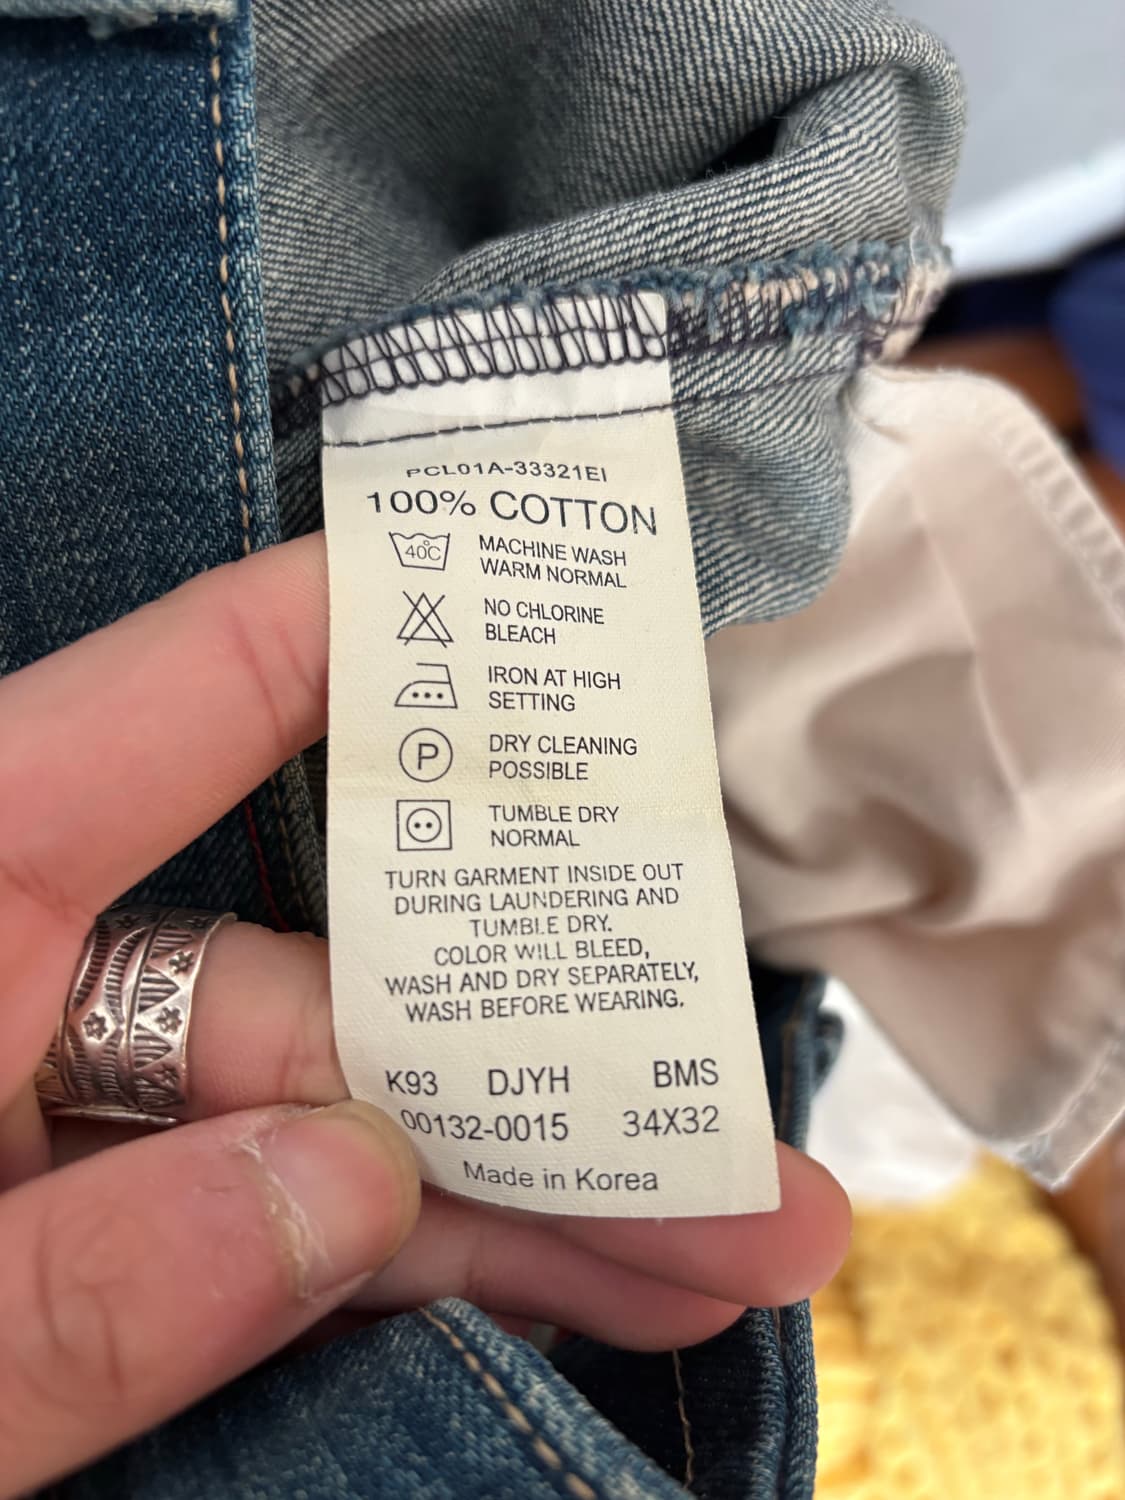 PCL01A-33321EI
100% COTTON
40°C MACHINE WASH
WARM NORMAL
NO CHLORINE
BLEACH
IRON AT HIGH
SETTING
P DRY CLEANING
POSSIBLE
TUMBLE DRY
NORMAL
TURN GARMENT INSIDE OUT
DURING LAUNDERING AND
TUMBLE DRY.
COLOR WILL BLEED,
WASH AND DRY SEPARATELY,
WASH BEFORE WEARING.
K93 DJYH BMS
00132-0015 34X32
Made in Korea